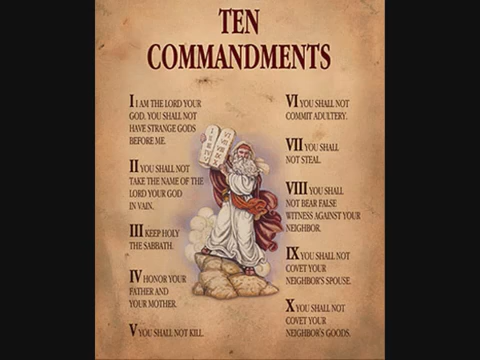 TEN
COMMANDMENTS
I I AM THE LORD YOUR
GOD. YOU SHALL NOT
HAVE STRANGE GODS
BEFORE ME.
II YOU SHALL NOT
TAKE THE NAME OF THE
LORD YOUR GOD
IN VAIN.
III KEEP HOLY
THE SABBATH.
IV HONOR YOUR
FATHER AND
YOUR MOTHER.
V YOU SHALL NOT KILL.
VI YOU SHALL NOT
COMMIT ADULTERY.
VII YOU SHALL
NOT STEAL.
VIII YOU SHALL
NOT BEAR FALSE
WITNESS AGAINST YOUR
NEIGHBOR.
IX YOU SHALL NOT
COVET YOUR
NEIGHBOR'S SPOUSE.
X YOU SHALL NOT
COVET YOUR
NEIGHBOR'S GOODS.